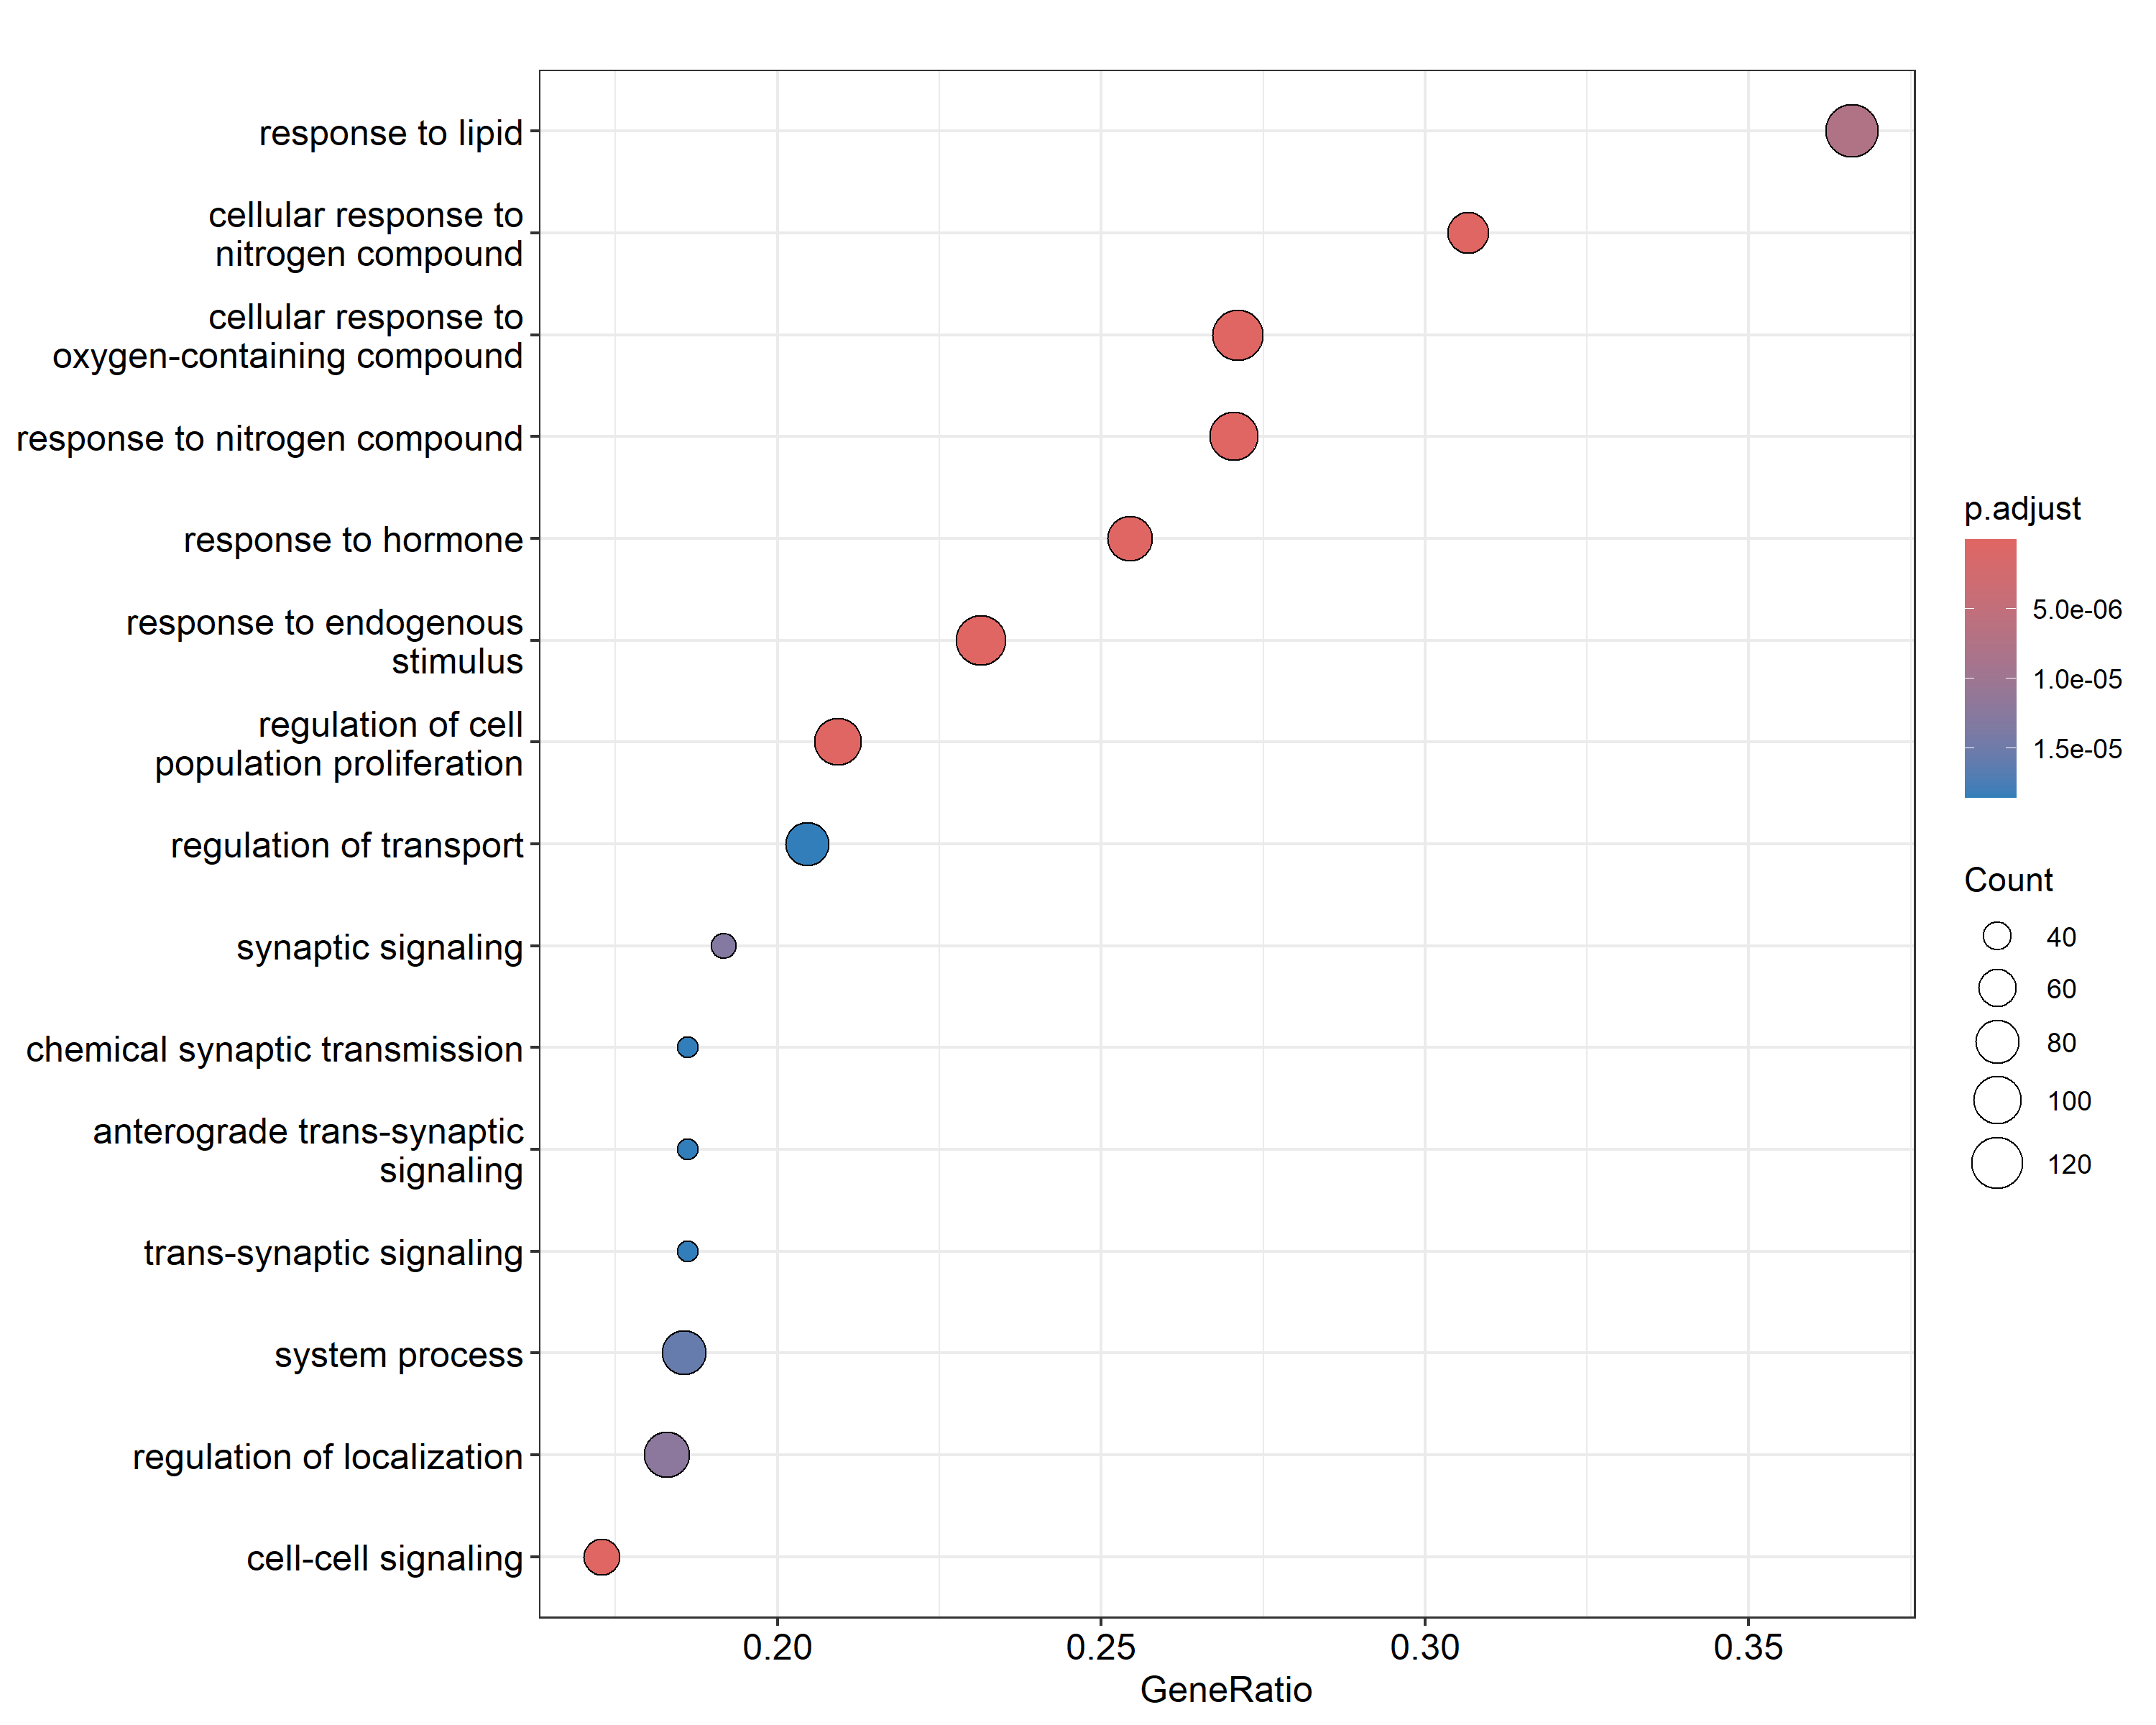 response to lipid
cellular response to
nitrogen compound
cellular response to
oxygen-containing compound
response to nitrogen compound
response to hormone
response to endogenous
stimulus
regulation of cell
population proliferation
regulation of transport
synaptic signaling
chemical synaptic transmission
anterograde trans-synaptic
signaling
trans-synaptic signaling
system process
regulation of localization
cell-cell signaling
0.20
0.25
0.30
0.35
GeneRatio
p.adjust
5.0e-06
1.0e-05
1.5e-05
Count
40
60
80
100
120